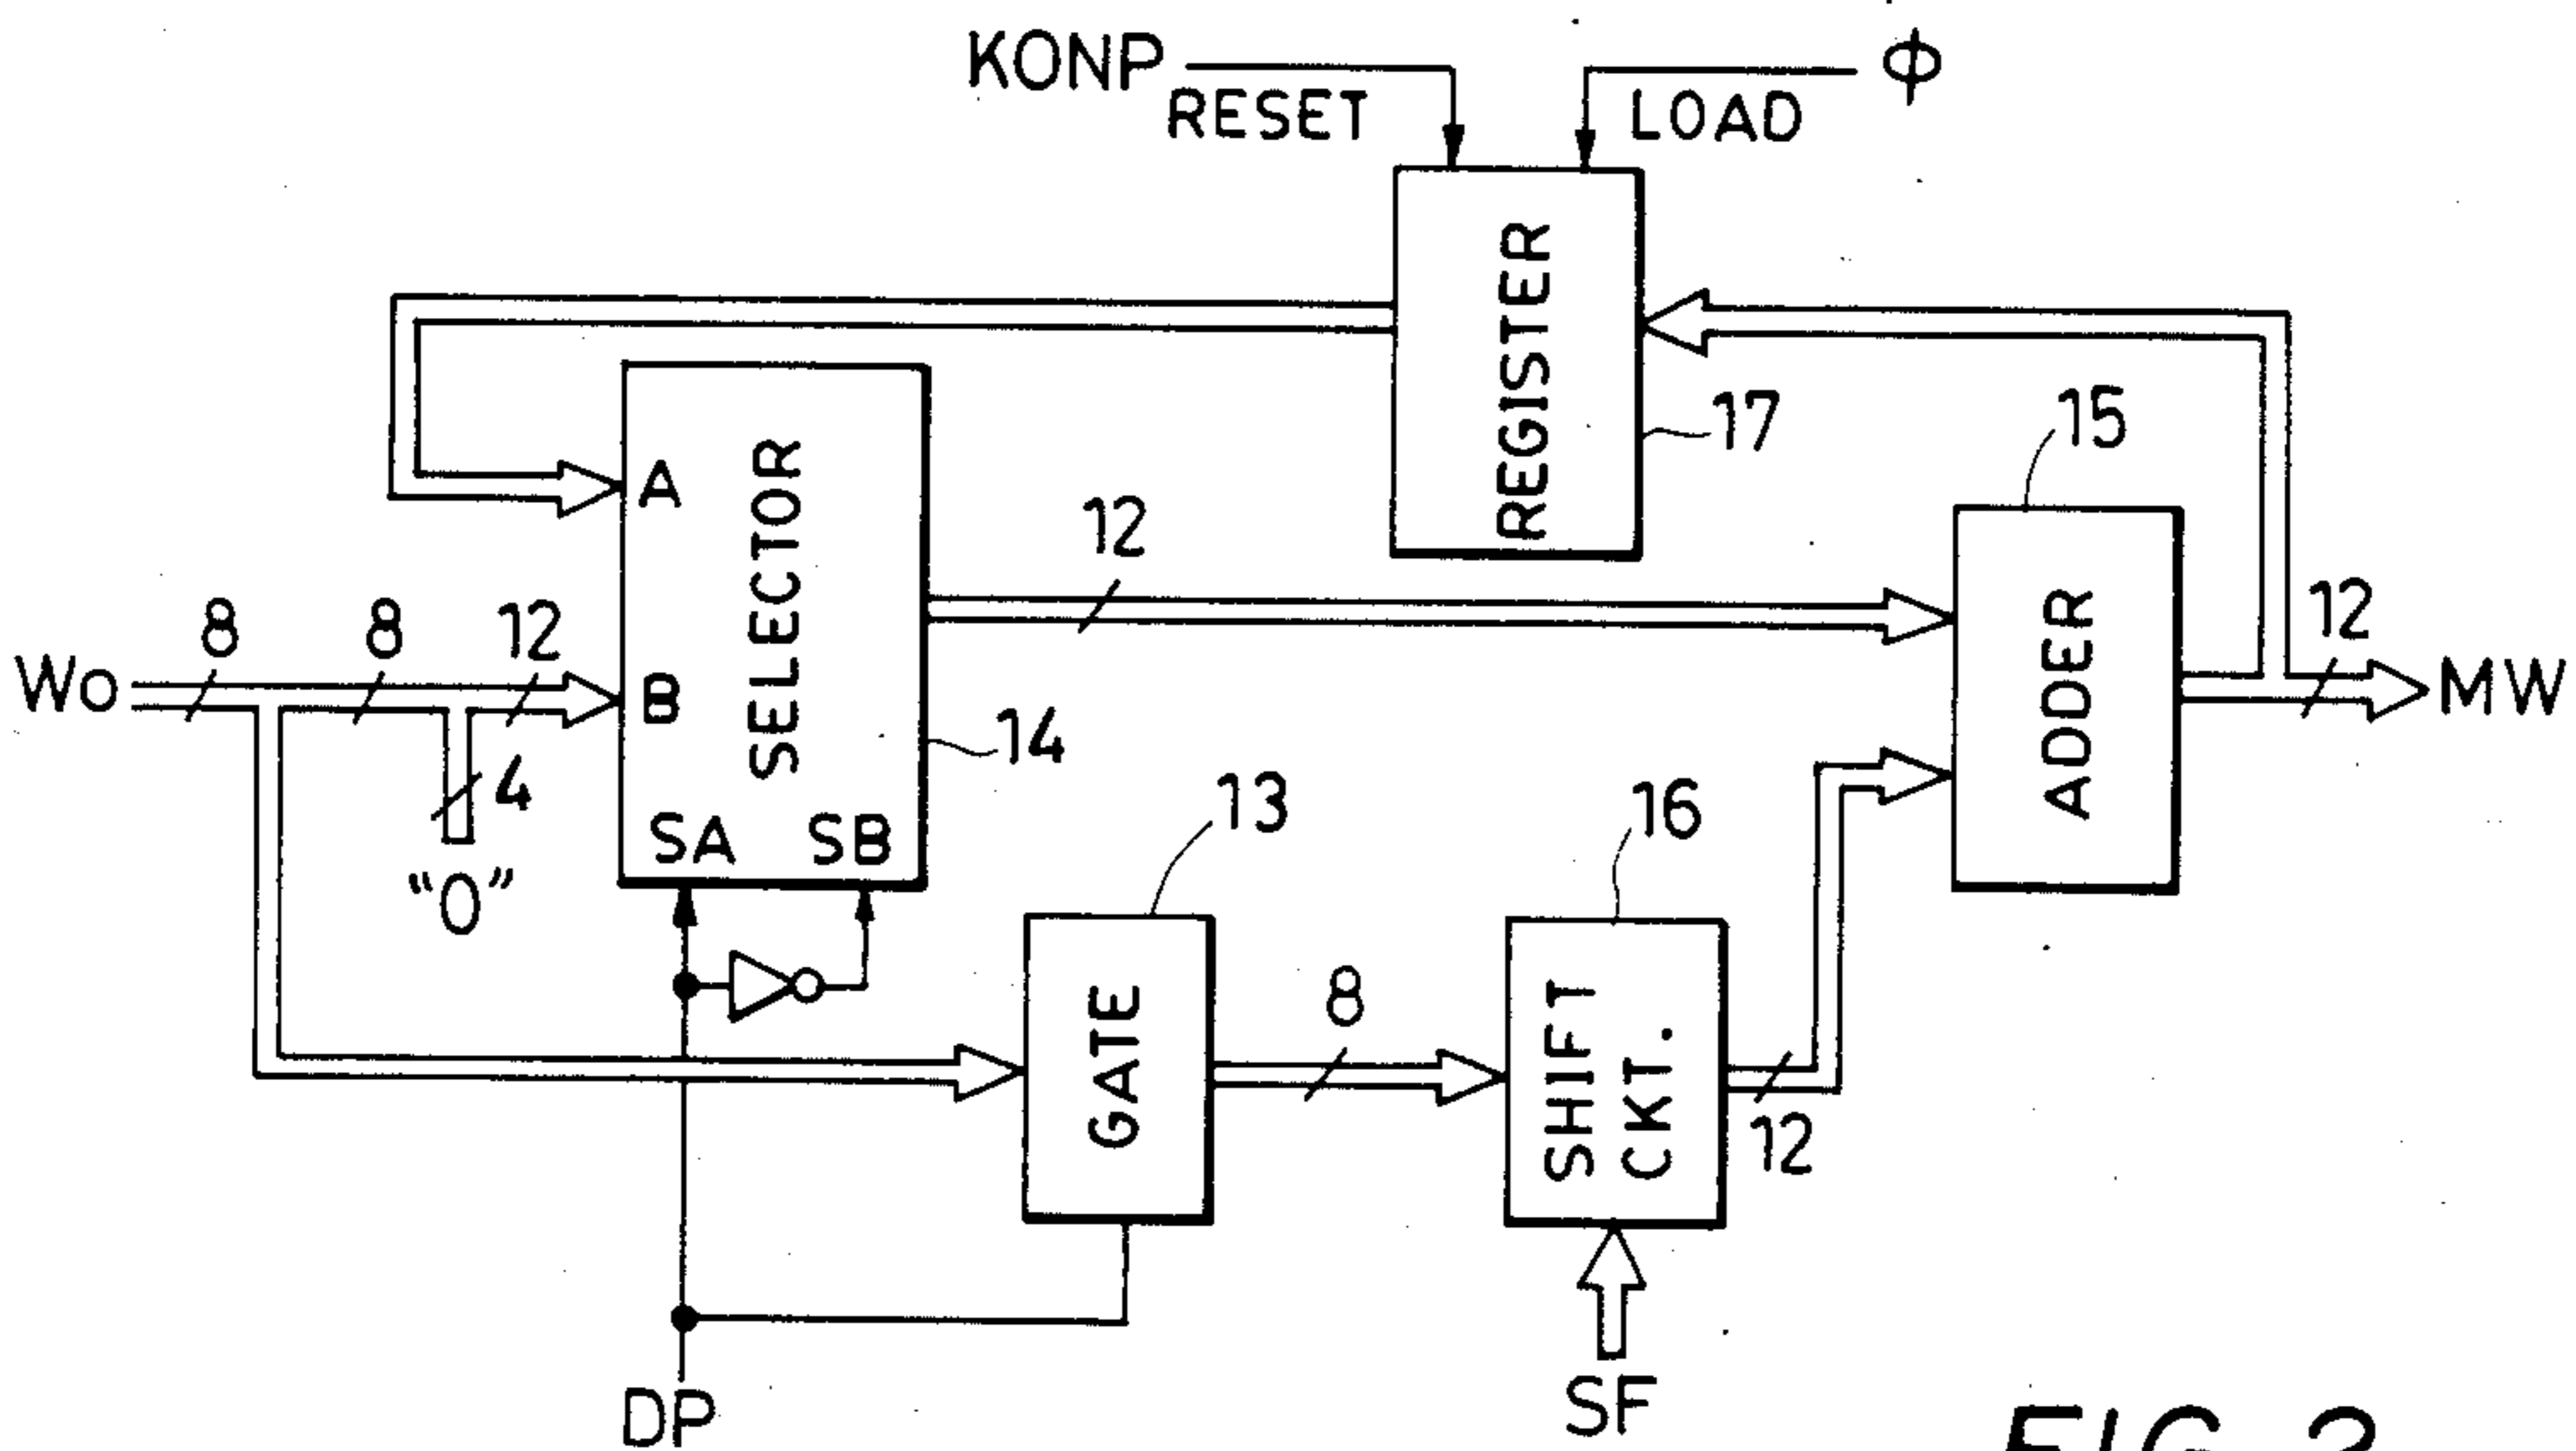 KONP
RESET
LOAD
φ
REGISTER
17
A
SELECTOR
12
15
8
8
12
Wo
B
14
4
"0"
SA
SB
13
16
ADDER
12
MW
GATE
8
SHIFT
CKT.
12
DP
SF